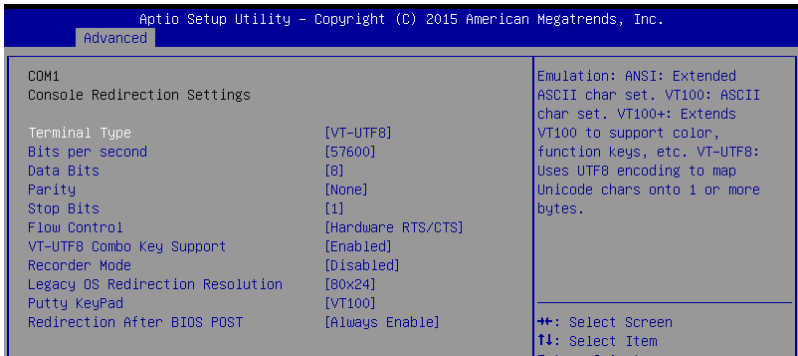 Aptio Setup Utility – Copyright (C) 2015 American Megatrends, Inc.
Advanced
COM1
Console Redirection Settings
Terminal Type [VT-UTF8]
Bits per second [57600]
Data Bits [8]
Parity [None]
Stop Bits [1]
Flow Control [Hardware RTS/CTS]
VT-UTF8 Combo Key Support [Enabled]
Recorder Mode [Disabled]
Legacy OS Redirection Resolution [80x24]
Putty KeyPad [VT100]
Redirection After BIOS POST [Always Enable]
Emulation: ANSI: Extended
ASCII char set. VT100: ASCII
char set. VT100+: Extends
VT100 to support color,
function keys, etc. VT-UTF8:
Uses UTF8 encoding to map
Unicode chars onto 1 or more
bytes.
→←: Select Screen
↑↓: Select Item